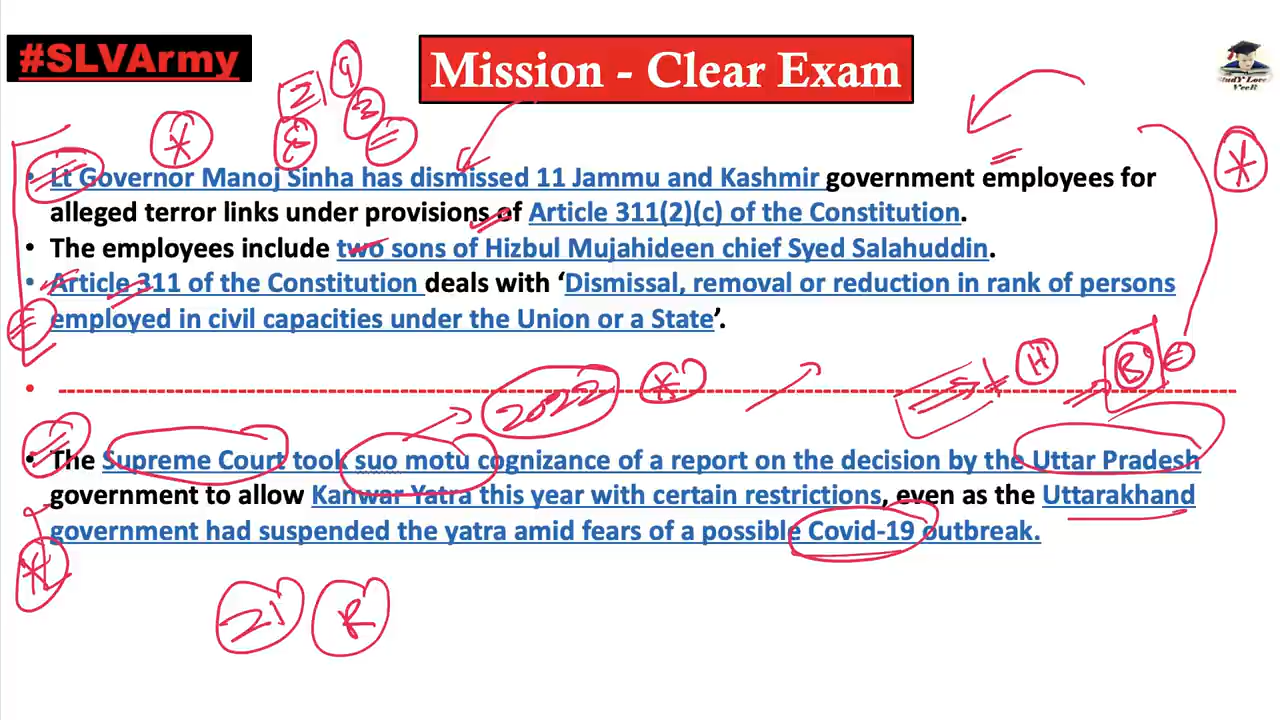 #SLVArmy
Mission - Clear Exam
StudY Love VeeR
• Lt Governor Manoj Sinha has dismissed 11 Jammu and Kashmir government employees for
alleged terror links under provisions of Article 311(2)(c) of the Constitution.
• The employees include two sons of Hizbul Mujahideen chief Syed Salahuddin.
• Article 311 of the Constitution deals with ‘Dismissal, removal or reduction in rank of persons
employed in civil capacities under the Union or a State’.
H
B
2022
• The Supreme Court took suo motu cognizance of a report on the decision by the Uttar Pradesh
government to allow Kanwar Yatra this year with certain restrictions, even as the Uttarakhand
government had suspended the yatra amid fears of a possible Covid-19 outbreak.
21 R